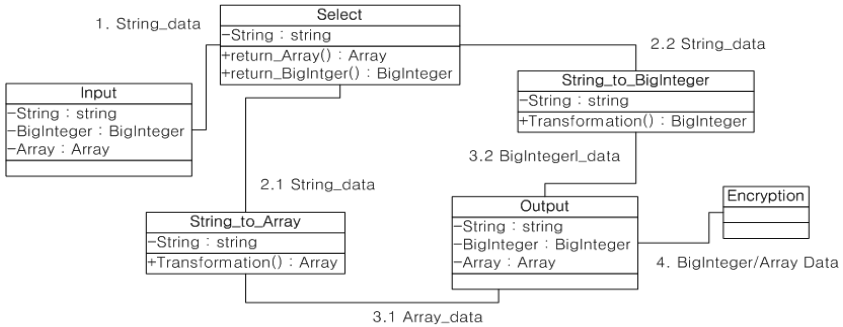 Select
1. String_data
-String : string
+return_Array() : Array
+return_BigIntger() : BigInteger
2.2 String_data
String_to_BigInteger
-String : string
+Transformation() : BigInteger
Input
-String : string
-BigInteger : BigInteger
-Array : Array
3.2 BigIntegerl_data
2.1 String_data
String_to_Array
-String : string
+Transformation() : Array
Output
-String : string
-BigInteger : BigInteger
-Array : Array
Encryption
4. BigInteger/Array Data
3.1 Array_data